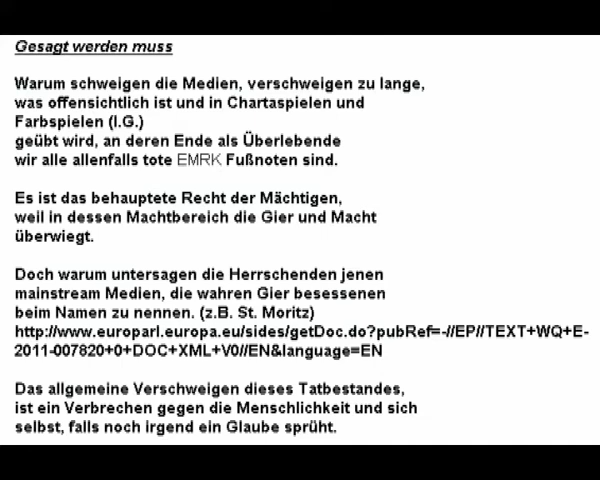 Gesagt werden muss
Warum schweigen die Medien, verschweigen zu lange,
was offensichtlich ist und in Chartaspielen und
Farbspielen (I.G.)
geübt wird, an deren Ende als Überlebende
wir alle allenfalls tote EMRK Fußnoten sind.
Es ist das behauptete Recht der Mächtigen,
weil in dessen Machtbereich die Gier und Macht
überwiegt.
Doch warum untersagen die Herrschenden jenen
mainstream Medien, die wahren Gier besessenen
beim Namen zu nennen. (z.B. St. Moritz)
http://www.europarl.europa.eu/sides/getDoc.do?pubRef=-//EP//TEXT+WQ+E-
2011-007820+0+DOC+XML+V0//EN&language=EN
Das allgemeine Verschweigen dieses Tatbestandes,
ist ein Verbrechen gegen die Menschlichkeit und sich
selbst, falls noch irgend ein Glaube sprüht.